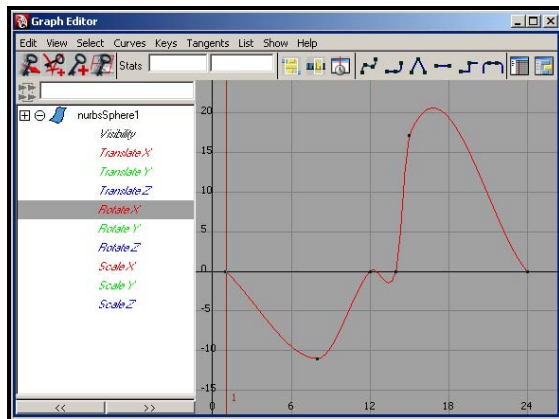 Graph Editor
Edit View Select Curves Keys Tangents List Show Help
Stats
nurbsSphere1
Visibility
Translate X
Translate Y
Translate Z
Rotate X
Rotate Y
Rotate Z
Scale X
Scale Y
Scale Z
<< >>
20
15
10
5
0
-5
-10
-15
1
0 6 12 18 24